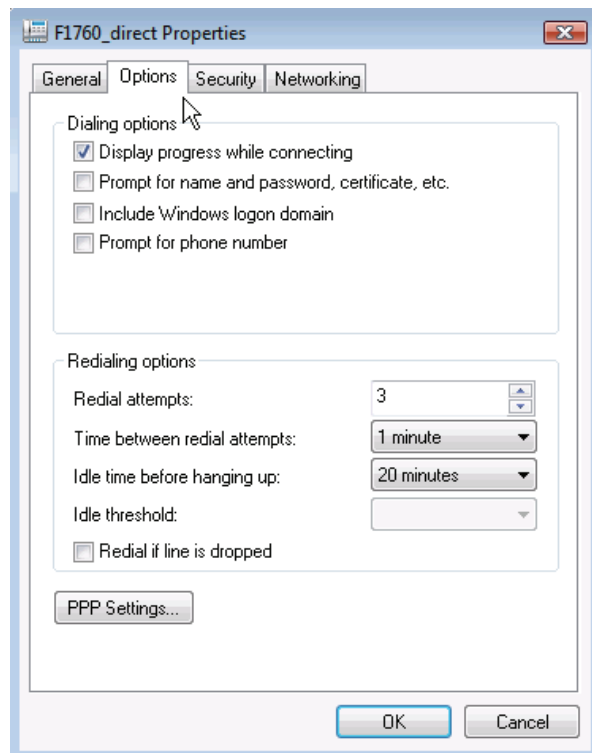 F1760_direct Properties
General Options Security Networking
Dialing options
Display progress while connecting
Prompt for name and password, certificate, etc.
Include Windows logon domain
Prompt for phone number
Redialing options
Redial attempts: 3
Time between redial attempts: 1 minute
Idle time before hanging up: 20 minutes
Idle threshold:
Redial if line is dropped
PPP Settings...
OK Cancel